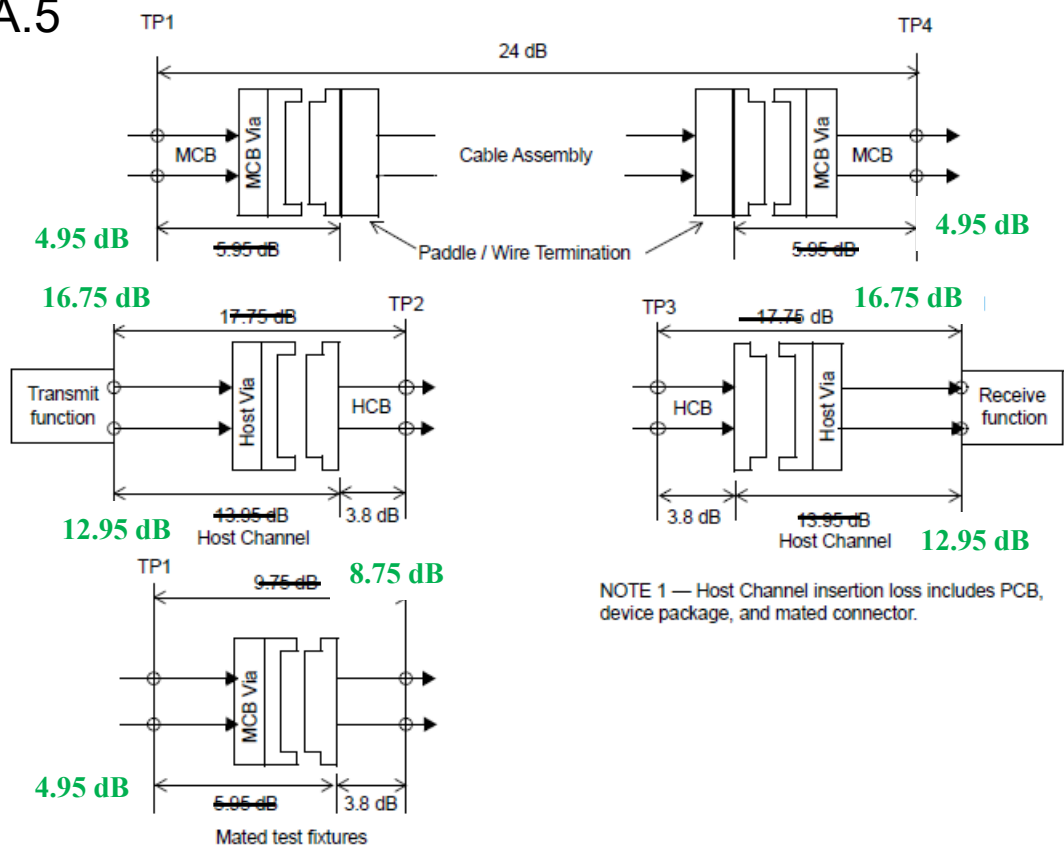 A.5
TP1
TP4
24 dB
MCB
MCB Via
Cable Assembly
MCB Via
MCB
4.95 dB
5.95 dB
Paddle / Wire Termination
5.95 dB
4.95 dB
16.75 dB
17.75 dB
TP2
TP3
16.75 dB
17.75 dB
Transmit
function
Host Via
HCB
HCB
Host Via
Receive
function
12.95 dB
13.95 dB
3.8 dB
Host Channel
3.8 dB
13.95 dB
Host Channel
12.95 dB
TP1
9.75 dB
8.75 dB
NOTE 1 — Host Channel insertion loss includes PCB,
device package, and mated connector.
MCB Via
4.95 dB
5.95 dB
3.8 dB
Mated test fixtures